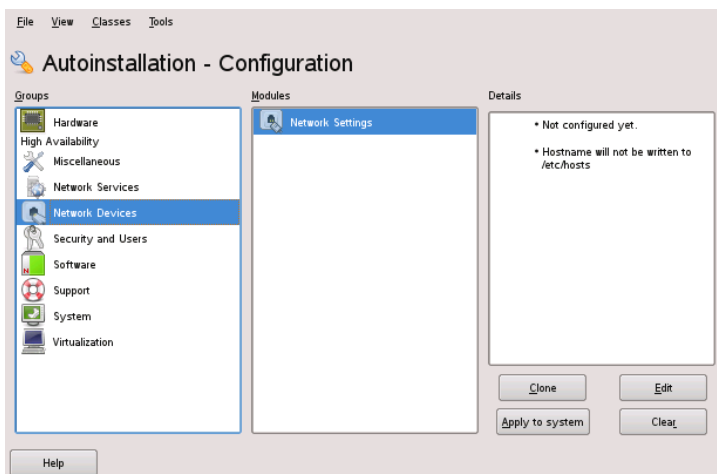 File View Classes Tools
Autoinstallation - Configuration
Groups
Hardware
High Availability
Miscellaneous
Network Services
Network Devices
Security and Users
Software
Support
System
Virtualization
Modules
Network Settings
Details
• Not configured yet.
• Hostname will not be written to
/etc/hosts
Clone
Edit
Apply to system
Clear
Help